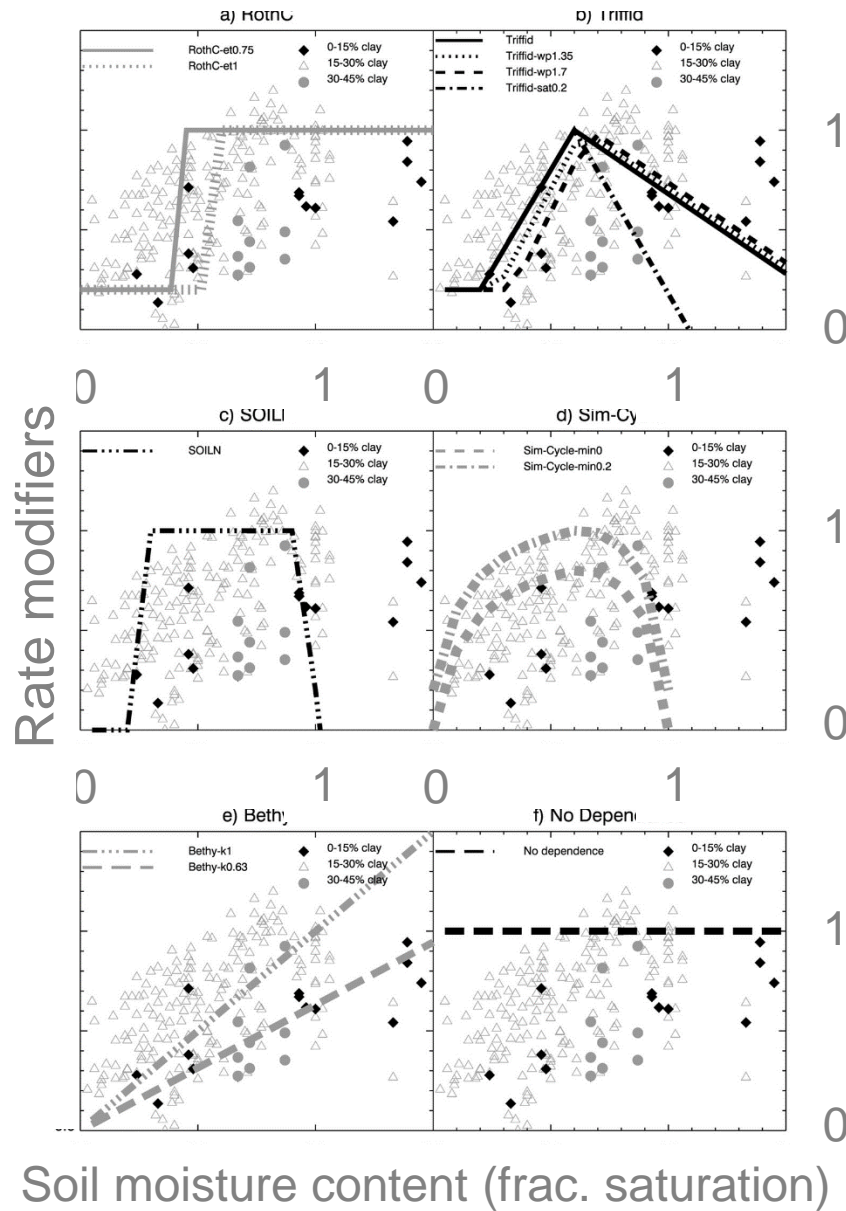 a) RothC
RothC-et0.75
RothC-et1
0-15% clay
15-30% clay
30-45% clay
b) Triffid
Triffid
Triffid-wp1.35
Triffid-wp1.7
Triffid-sat0.2
0-15% clay
15-30% clay
30-45% clay
1
0
0
1
0
1
Rate modifiers
c) SOILN
SOILN
0-15% clay
15-30% clay
30-45% clay
d) Sim-Cy
Sim-Cycle-min0
Sim-Cycle-min0.2
0-15% clay
15-30% clay
30-45% clay
1
0
0
1
0
1
e) Bethy
Bethy-k1
Bethy-k0.63
0-15% clay
15-30% clay
30-45% clay
f) No Depen
No dependence
0-15% clay
15-30% clay
30-45% clay
1
0
Soil moisture content (frac. saturation)